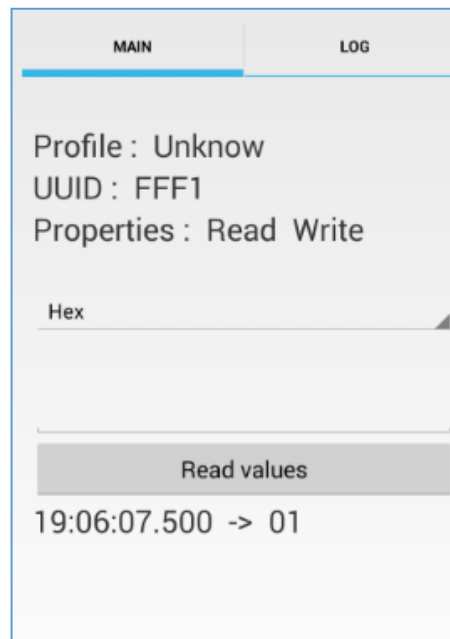 MAIN LOG
Profile : Unknow
UUID : FFF1
Properties : Read Write
Hex
Read values
19:06:07.500 -> 01